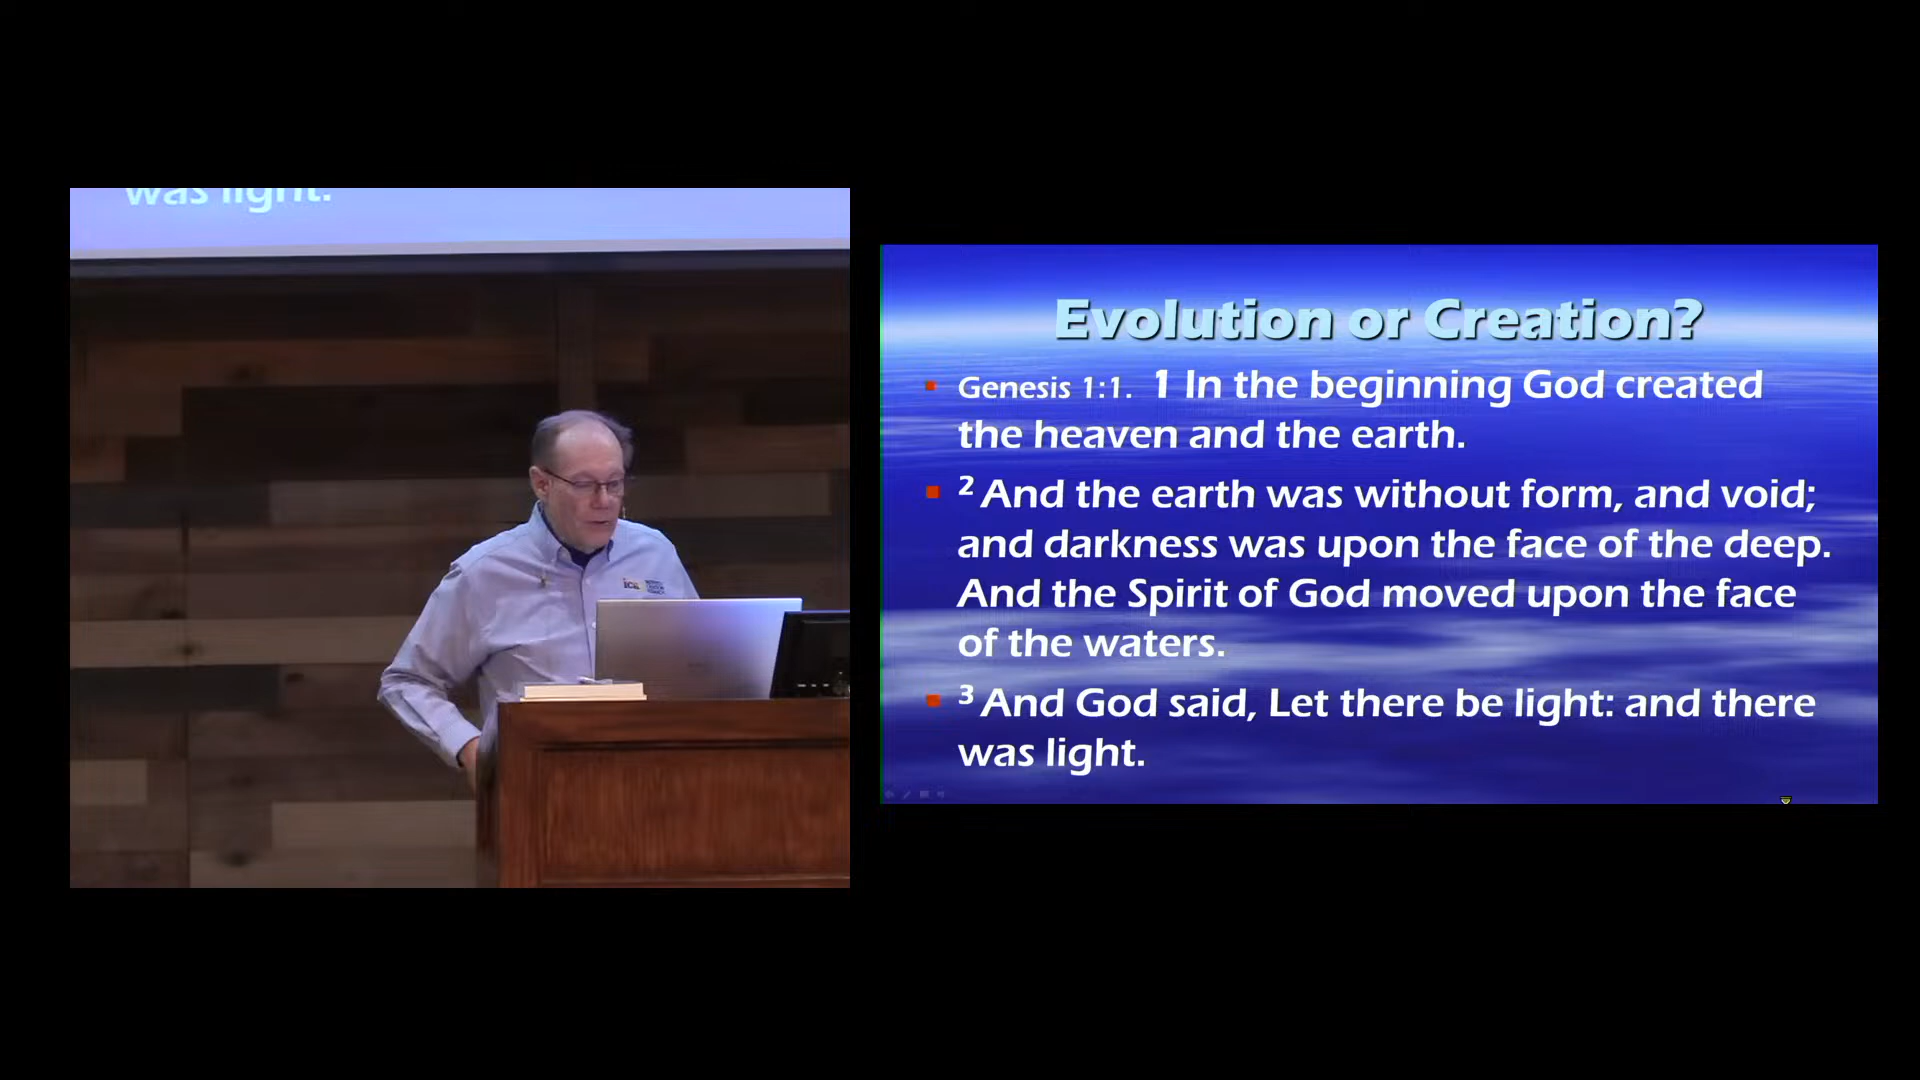 was light.
icr
Evolution or Creation?
Genesis 1:1. 1 In the beginning God created
the heaven and the earth.
2 And the earth was without form, and void;
and darkness was upon the face of the deep.
And the Spirit of God moved upon the face
of the waters.
3 And God said, Let there be light: and there
was light.